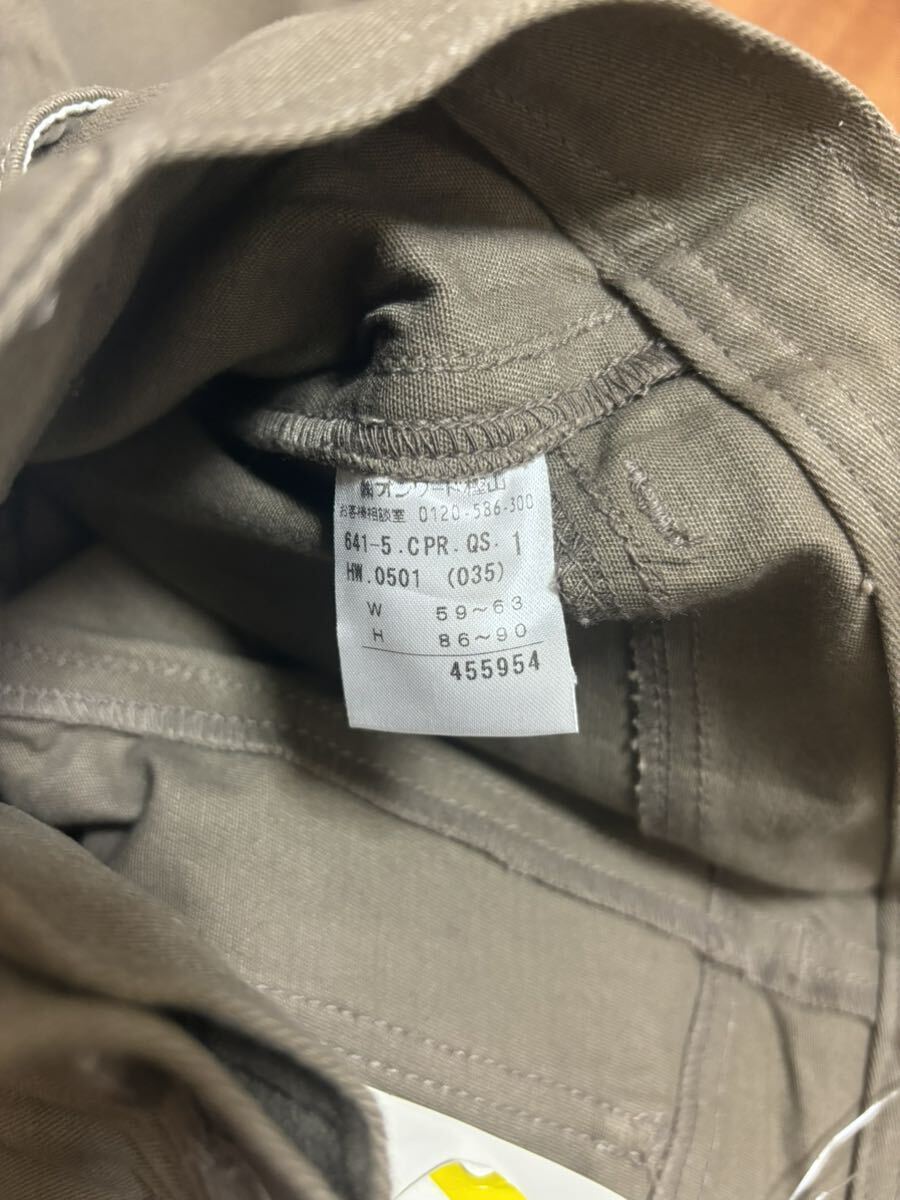 ㈱オンワード樫山
お客様相談室 0120-586-300
641-5.CPR.QS. 1
HW.0501 (035)
W 59~63
H 86~90
455954